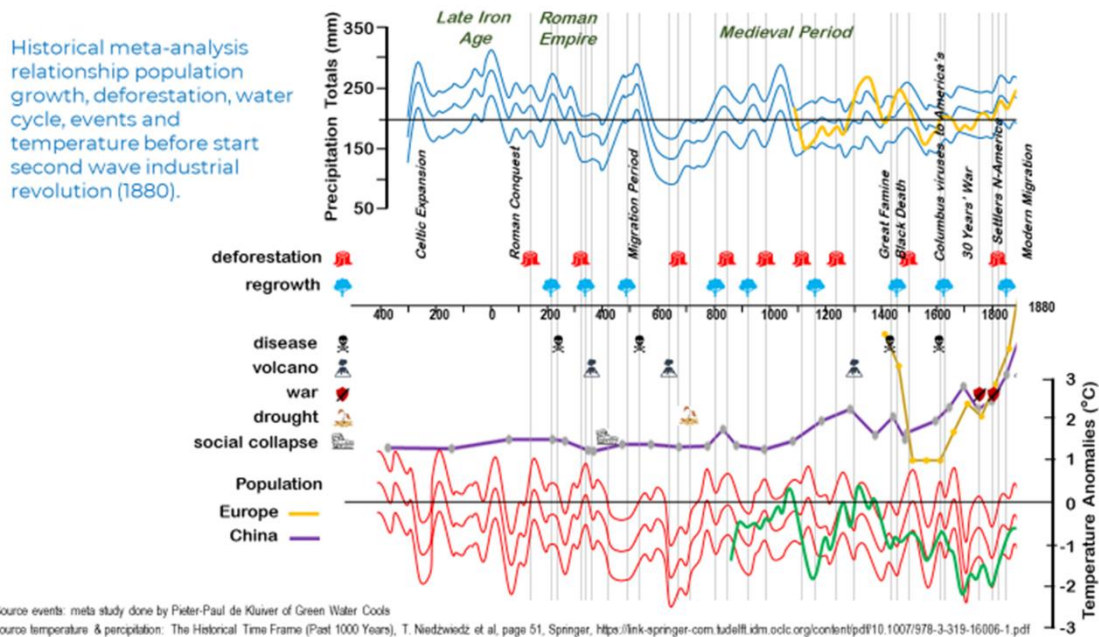 Historical meta-analysis
relationship population
growth, deforestation, water
cycle, events and
temperature before start
second wave industrial
revolution (1880).
Late Iron
Age
Roman
Empire
Medieval Period
Precipitation Totals (mm)
350
250
150
50
Celtic Expansion
Roman Conquest
Migration Period
Great Famine
Black Death
Columbus viruses to America's
30 Years' War
Settlers N-America
Modern Migration
deforestation
regrowth
400 200 0 200 400 600 800 1000 1200 1400 1600 1800 1880
disease
volcano
war
drought
social collapse
Population
Europe
China
3
2
1
0
-1
-2
-3
Temperature Anomalies (°C)
ource events: meta study done by Pieter-Paul de Kluiver of Green Water Cools
ource temperature & percipitation: The Historical Time Frame (Past 1000 Years), T. Niedźwiedź et al, page 51, Springer, https://link-springer-com.tudelft.idm.oclc.org/content/pdf/10.1007/978-3-319-16006-1.pdf